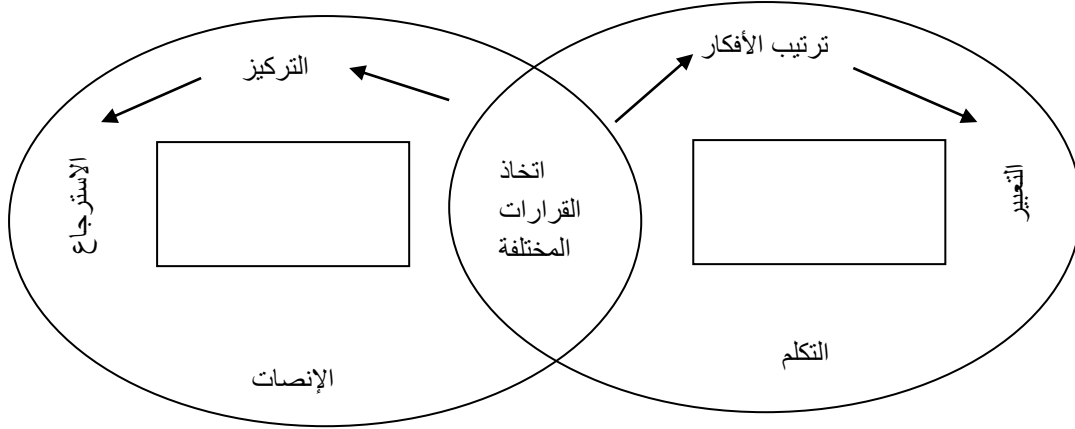 ترتيب الأفكار
التركيز
التعبير
اتخاذ
القرارات
المختلفة
الاسترجاع
التكلم
الإنصات